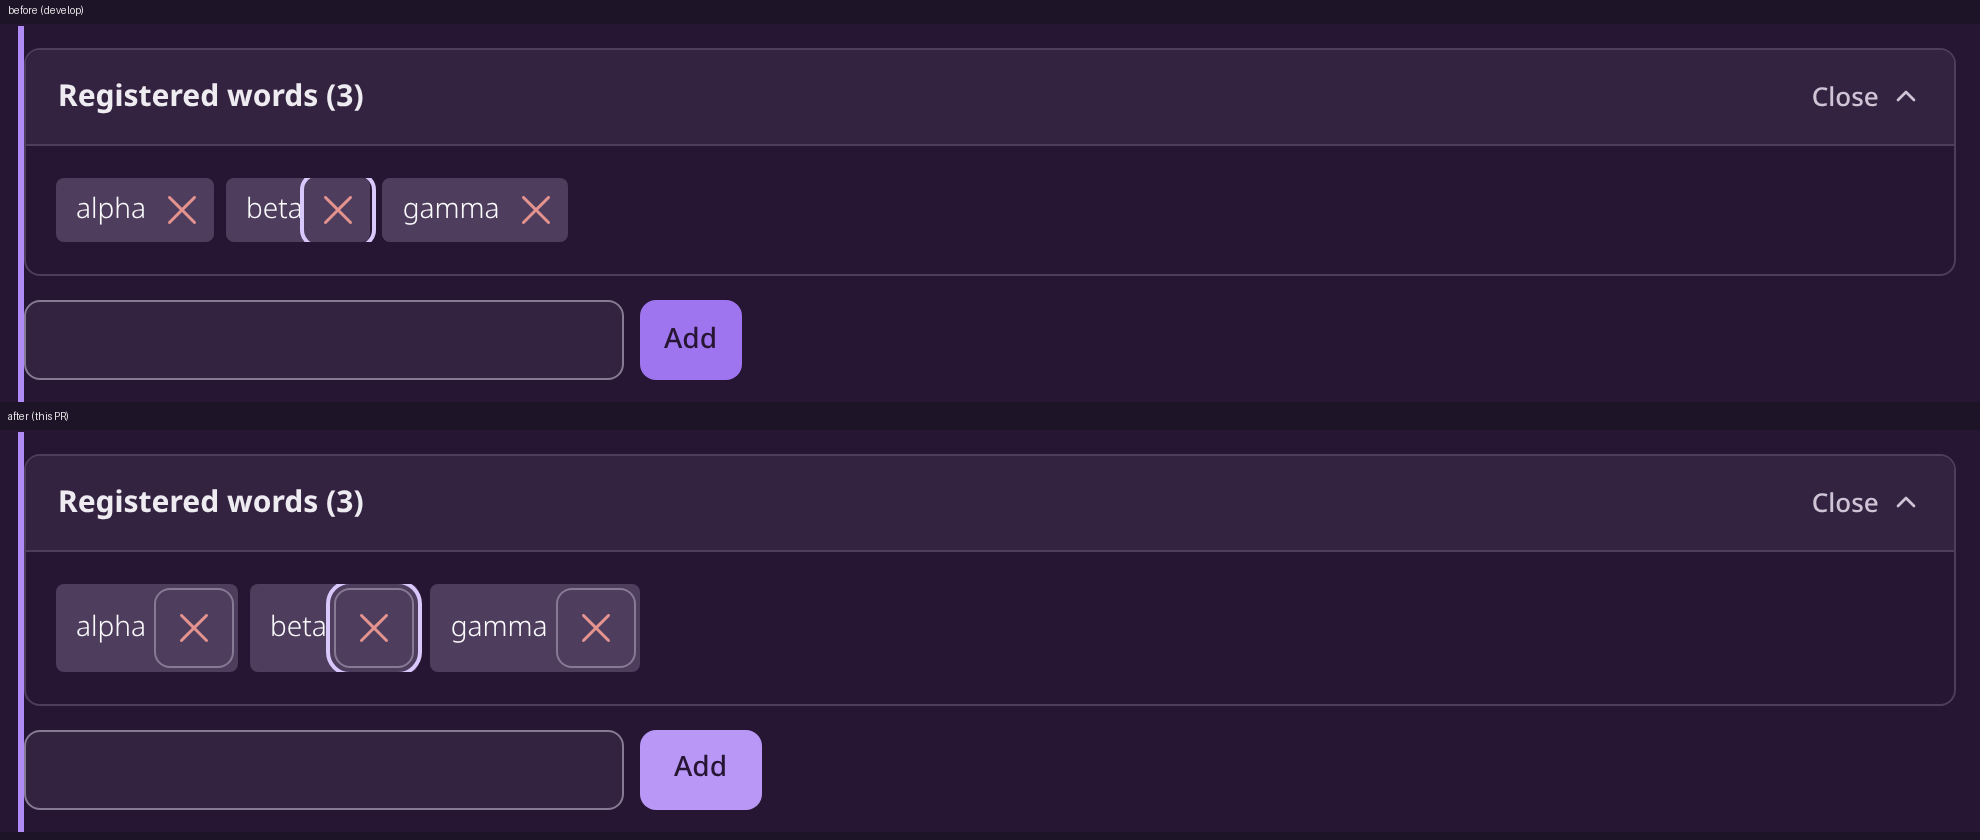 before (develop)
Registered words (3)
Close
alpha beta gamma
Add
after (this PR)
Registered words (3)
Close
alpha beta gamma
Add